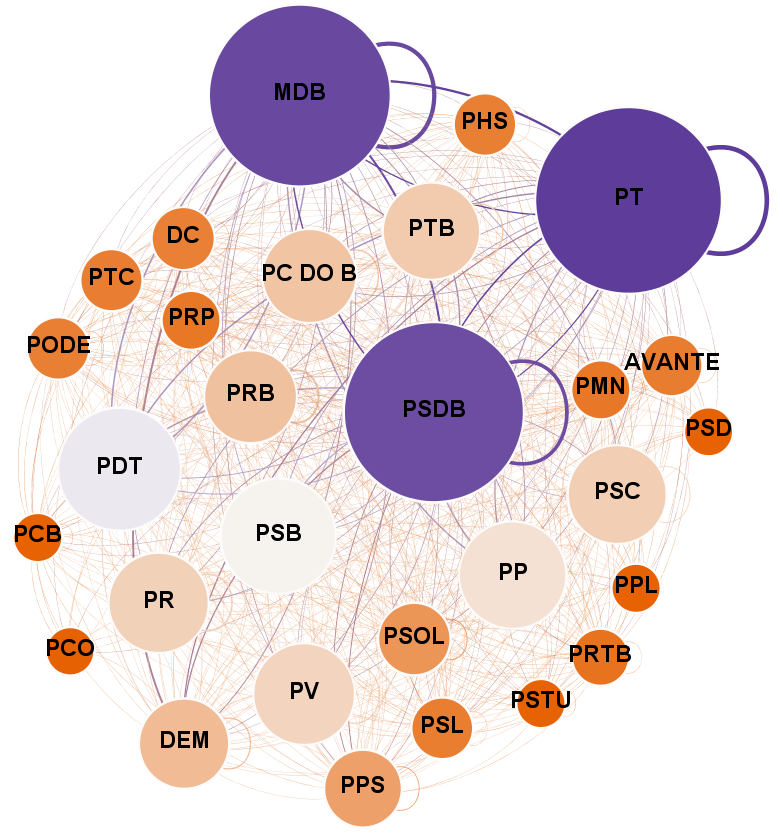 MDB
PHS
PT
PTB
DC
PC DO B
PTC
PRP
PODE
AVANTE
PMN
PRB
PSDB
PSD
PDT
PSC
PCB
PSB
PP
PPL
PR
PSOL
PCO
PRTB
PV
PSTU
PSL
DEM
PPS